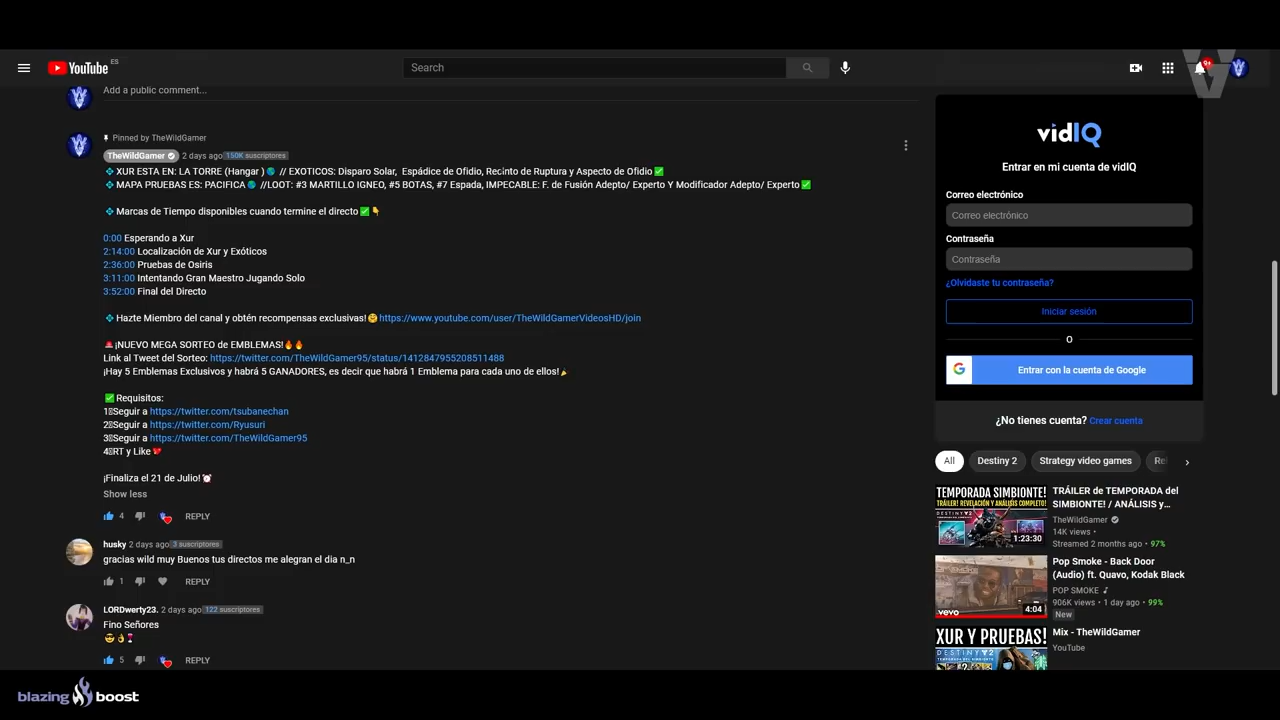 YouTube ES
Search
9+
Add a public comment...
Pinned by TheWildGamer
TheWildGamer 2 days ago 150K suscriptores
XUR ESTA EN: LA TORRE (Hangar ) // EXOTICOS: Disparo Solar, Espádice de Ofidio, Recinto de Ruptura y Aspecto de Ofidio
MAPA PRUEBAS ES: PACIFICA //LOOT: #3 MARTILLO IGNEO, #5 BOTAS, #7 Espada, IMPECABLE: F. de Fusión Adepto/ Experto Y Modificador Adepto/ Experto
Marcas de Tiempo disponibles cuando termine el directo
0:00 Esperando a Xur
2:14:00 Localización de Xur y Exóticos
2:36:00 Pruebas de Osiris
3:11:00 Intentando Gran Maestro Jugando Solo
3:52:00 Final del Directo
Hazte Miembro del canal y obtén recompensas exclusivas! https://www.youtube.com/user/TheWildGamerVideosHD/join
¡NUEVO MEGA SORTEO de EMBLEMAS!
Link al Tweet del Sorteo: https://twitter.com/TheWildGamer95/status/1412847955208511488
¡Hay 5 Emblemas Exclusivos y habrá 5 GANADORES, es decir que habrá 1 Emblema para cada uno de ellos!
Requisitos:
1 Seguir a https://twitter.com/tsubanechan
2 Seguir a https://twitter.com/Ryusuri
3 Seguir a https://twitter.com/TheWildGamer95
4 RT y Like
¡Finaliza el 21 de Julio!
Show less
4 REPLY
husky 2 days ago 3 suscriptores
gracias wild muy Buenos tus directos me alegran el dia n_n
1 REPLY
LORDwerty23. 2 days ago 122 suscriptores
Fino Señores
5 REPLY
vidIQ
Entrar en mi cuenta de vidIQ
Correo electrónico
Correo electrónico
Contraseña
Contraseña
¿Olvidaste tu contraseña?
Iniciar sesión
O
G Entrar con la cuenta de Google
¿No tienes cuenta? Crear cuenta
All Destiny 2 Strategy video games Re
TEMPORADA SIMBIONTE!
TRÁILER! REVELACIÓN Y ANÁLISIS COMPLETO!
DESTINY 2
1:23:30
TRÁILER de TEMPORADA del
SIMBIONTE! / ANÁLISIS y...
TheWildGamer
14K views •
Streamed 2 months ago • 97%
vevo
4:04
Pop Smoke - Back Door
(Audio) ft. Quavo, Kodak Black
POP SMOKE
906K views • 1 day ago • 99%
New
XUR Y PRUEBAS!
DESTINY 2
Mix - TheWildGamer
YouTube
blazing boost